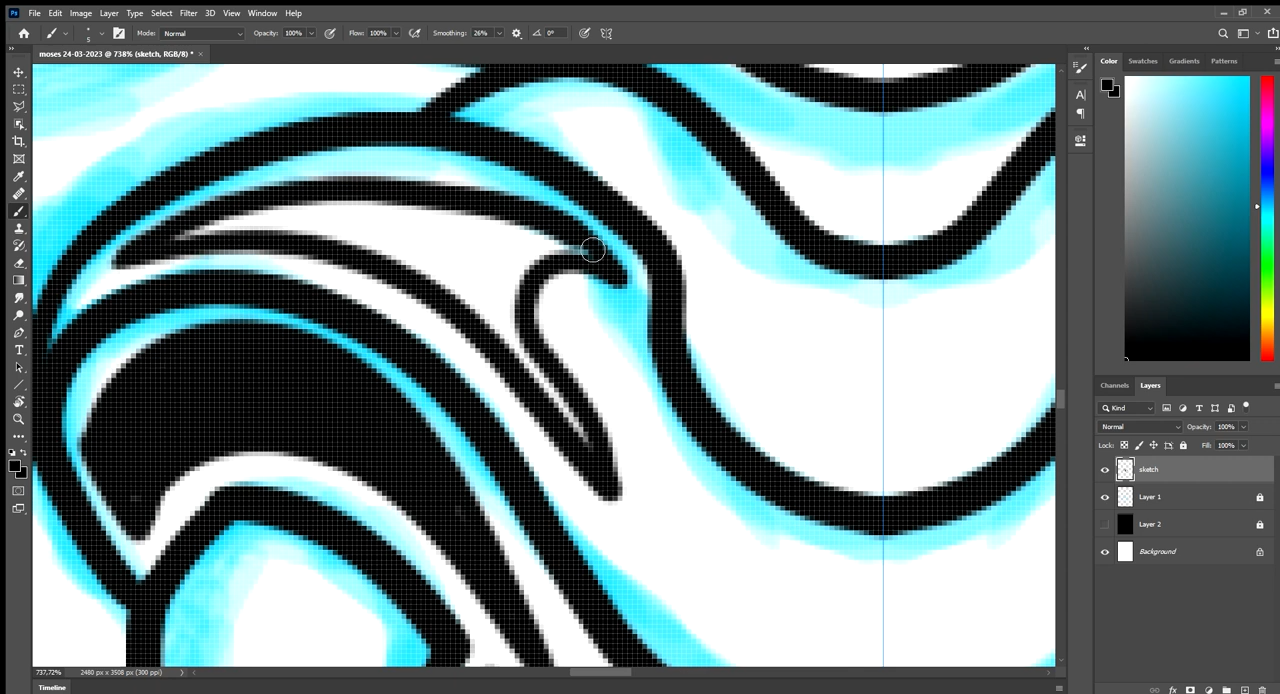 Ps File Edit Image Layer Type Select Filter 3D View Window Help
5 Mode: Normal Opacity: 100% Flow: 100% Smoothing: 26% 0°
moses 24-03-2023 @ 738% (sketch, RGB/8) * ×
Color Swatches Gradients Patterns
Channels Layers
Kind
Normal Opacity: 100%
Lock: Fill: 100%
sketch
Layer 1
Layer 2
Background
737,72% 2480 px x 3508 px (300 ppi)
Timeline
fx